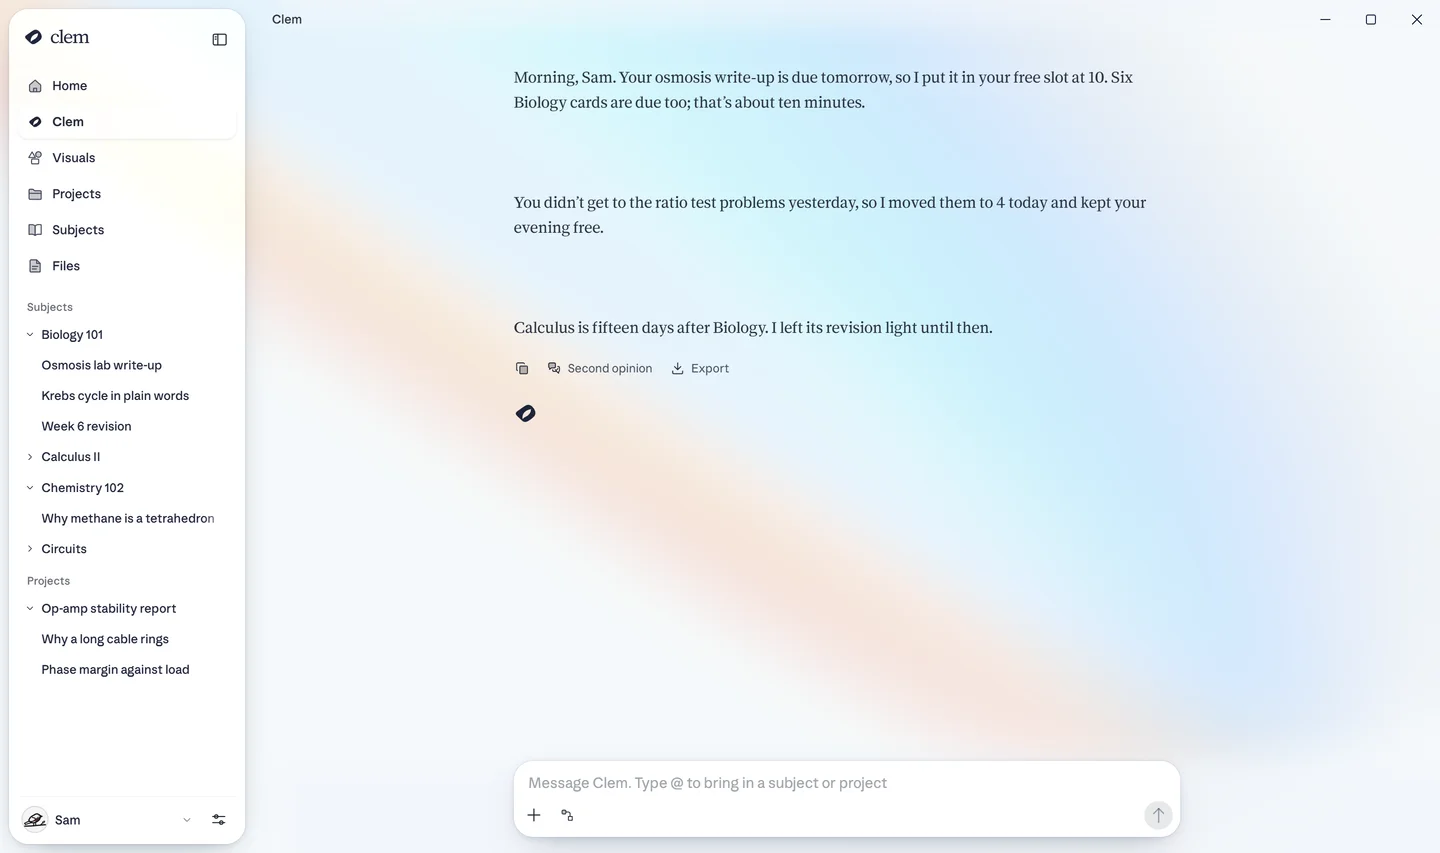 clem
Home
Clem
Visuals
Projects
Subjects
Files
Subjects
Biology 101
Osmosis lab write-up
Krebs cycle in plain words
Week 6 revision
Calculus II
Chemistry 102
Why methane is a tetrahedron
Circuits
Projects
Op-amp stability report
Why a long cable rings
Phase margin against load
Sam
Clem
Morning, Sam. Your osmosis write-up is due tomorrow, so I put it in your free slot at 10. Six
Biology cards are due too; that’s about ten minutes.
You didn’t get to the ratio test problems yesterday, so I moved them to 4 today and kept your
evening free.
Calculus is fifteen days after Biology. I left its revision light until then.
Second opinion
Export
Message Clem. Type @ to bring in a subject or project